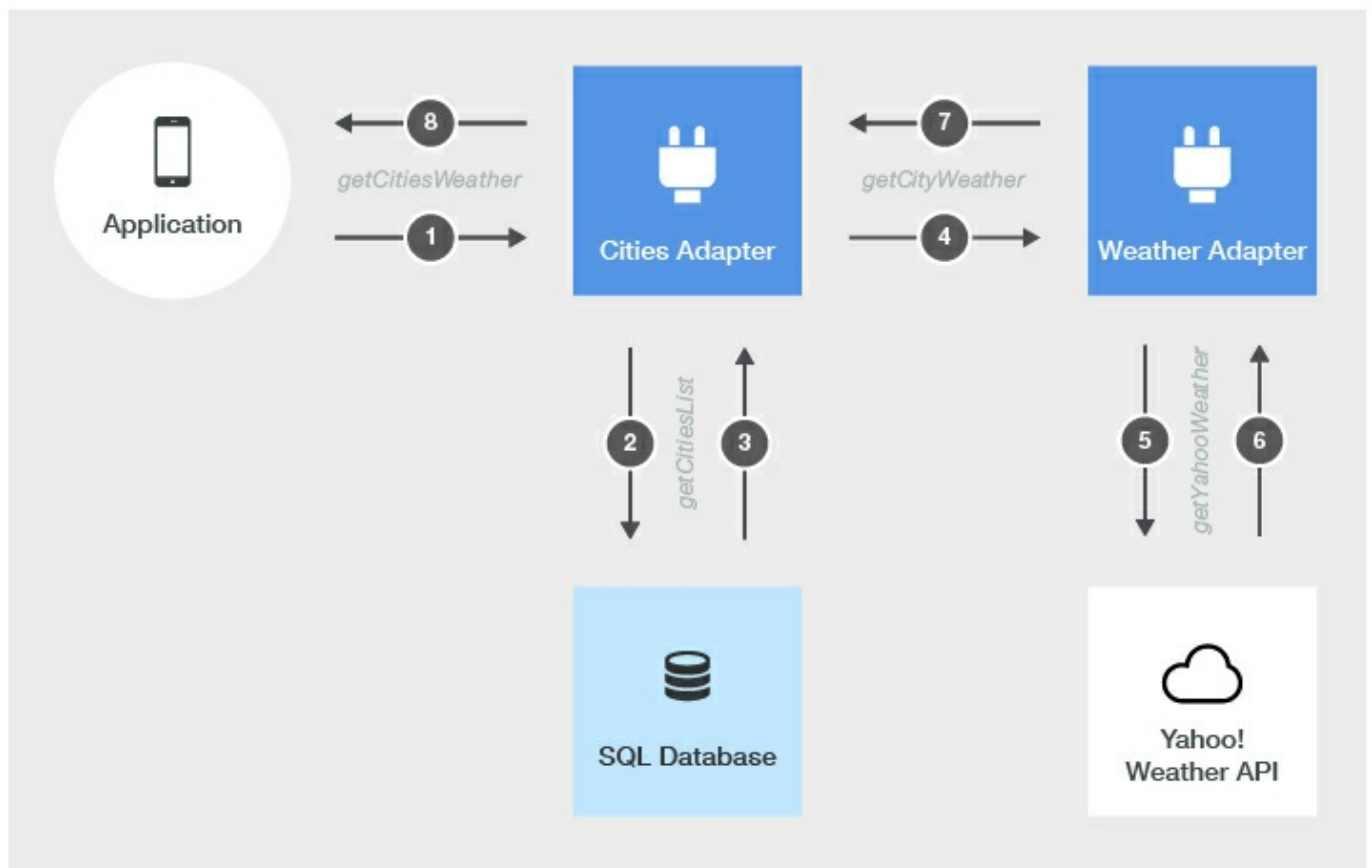 8
7
getCitiesWeather
getCityWeather
Application
1
4
Cities Adapter
Weather Adapter
2
getCitiesList
3
5
getYahooWeather
6
SQL Database
Yahoo!
Weather API